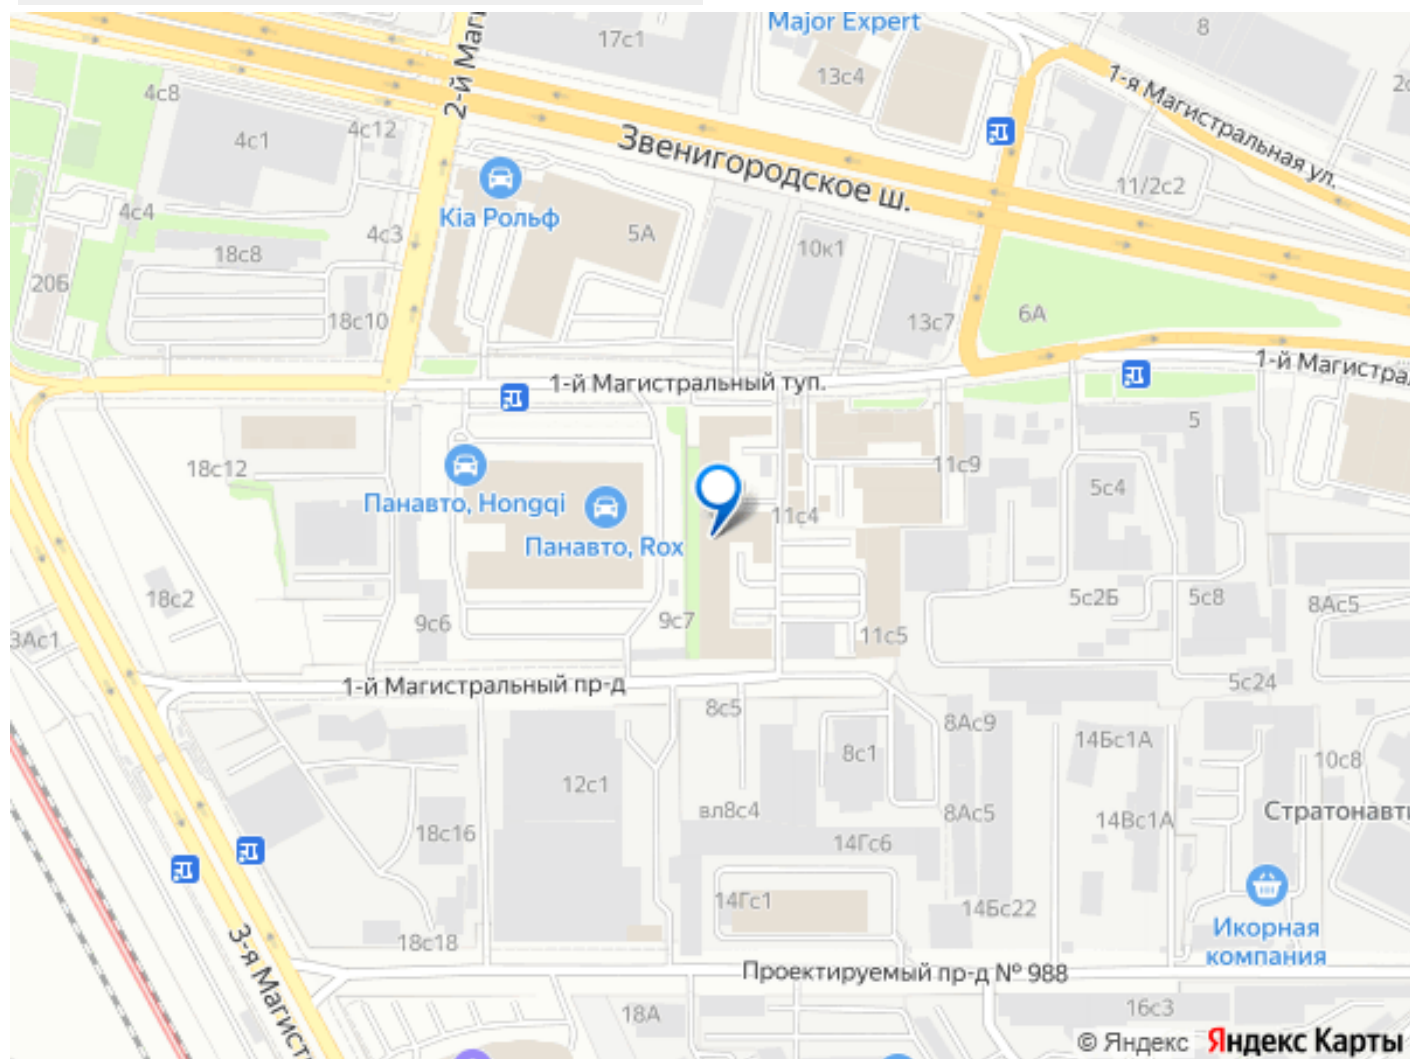 Major Expert
8
17с1
2-й Маги
13с4
1-я Магистральная ул.
2с
4с8
4с12
4с1
Звенигородское ш.
11/2с2
4с4
Kia Рольф
4с3
5А
10к1
18с8
20Б
18с10
13с7
6А
1-й Магистральный туп.
1-й Магистрал
5
18с12
11с9
Панавто, Hongqi
5с4
11с4
Панавто, Rox
18с2
5с2Б
5с8
8Ас5
3Ас1
9с6
9с7
11с5
1-й Магистральный пр-д
5с24
8с5
8Ас9
14Бс1А
8с1
10с8
12с1
вл8с4
8Ас5
14Вс1А
Стратонавт
18с16
14Гс6
14Гс1
14Бс22
Икорная
компания
18с18
3-я Магист
Проектируемый пр-д № 988
18А
16с3
© Яндекс Яндекс Карты